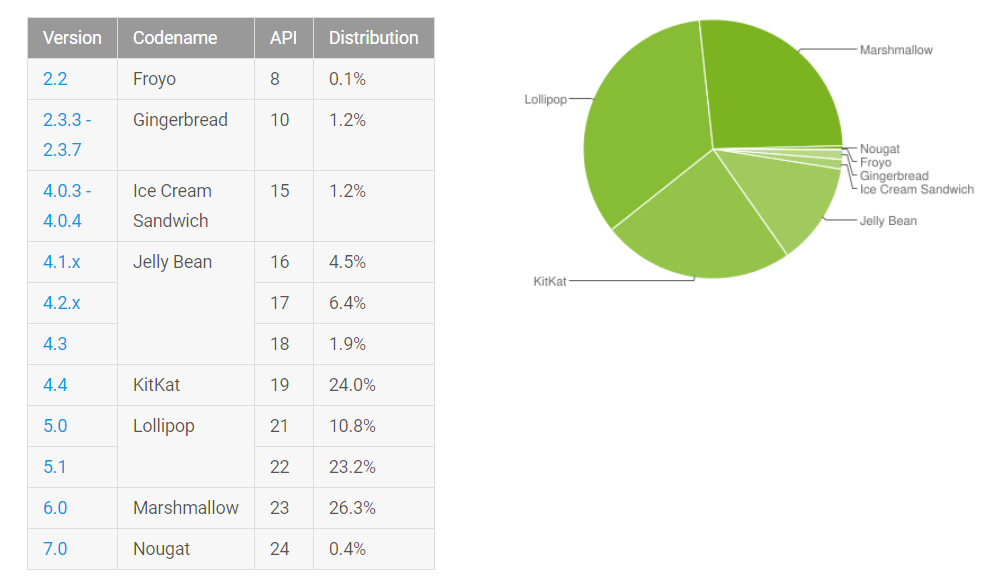 Version Codename API Distribution
2.2 Froyo 8 0.1%
2.3.3 - Gingerbread 10 1.2%
2.3.7
4.0.3 - Ice Cream 15 1.2%
4.0.4 Sandwich
4.1.x Jelly Bean 16 4.5%
4.2.x 17 6.4%
4.3 18 1.9%
4.4 KitKat 19 24.0%
5.0 Lollipop 21 10.8%
5.1 22 23.2%
6.0 Marshmallow 23 26.3%
7.0 Nougat 24 0.4%
Marshmallow
Lollipop
Nougat
Froyo
Gingerbread
Ice Cream Sandwich
Jelly Bean
KitKat